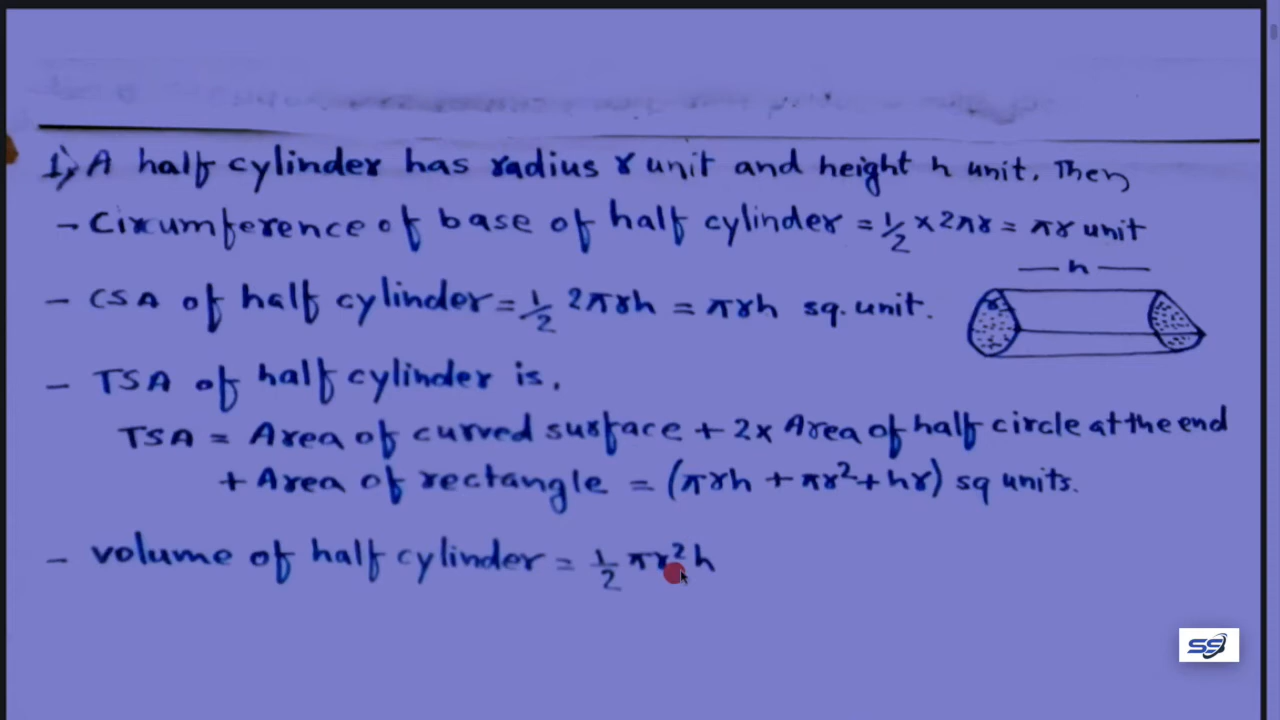 1) A half cylinder has radius r unit and height h unit. Then
- Circumference of base of half cylinder = 1/2 × 2πr = πr unit
h
- CSA of half cylinder = 1/2 2πrh = πrh sq. unit.
- TSA of half cylinder is.
TSA = Area of curved surface + 2x Area of half circle at the end
+ Area of rectangle = (πrh + πr²+hr) sq units.
- volume of half cylinder = 1/2 πr²h
SS